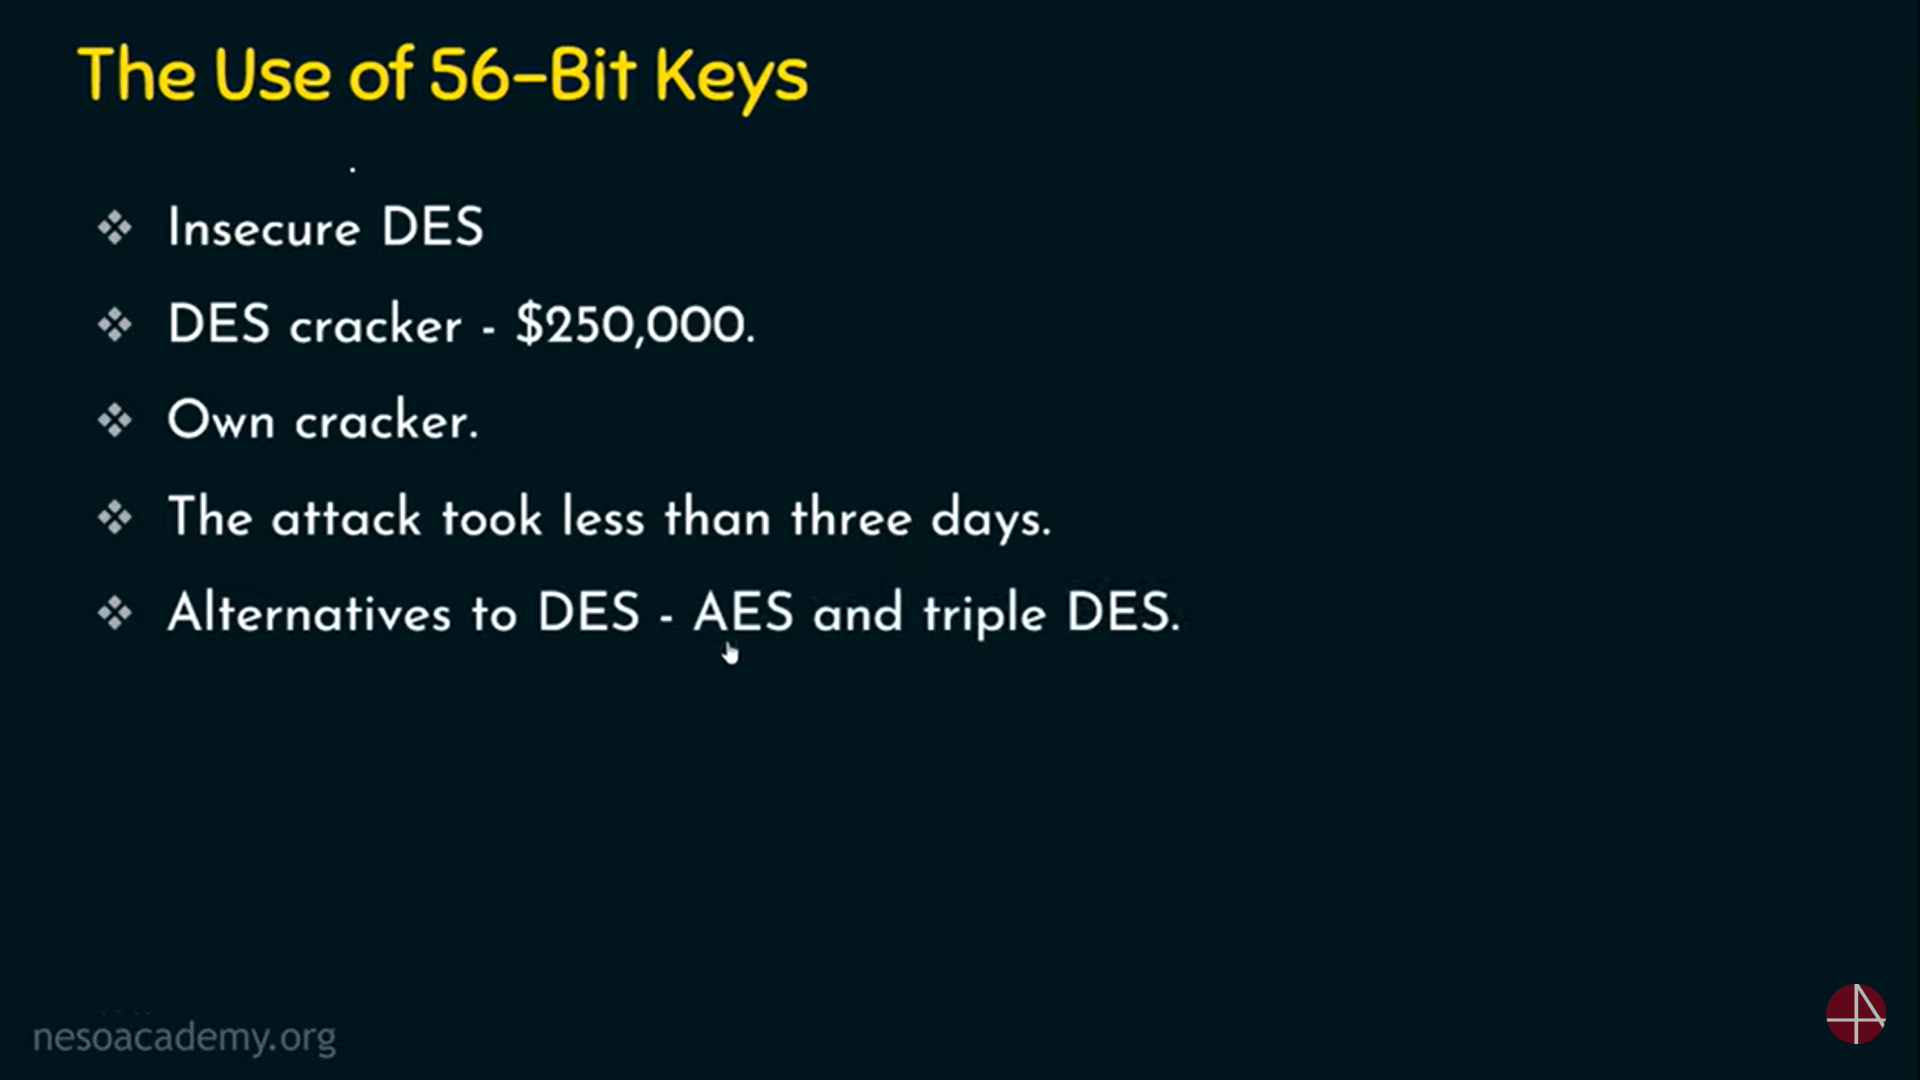 The Use of 56-Bit Keys
Insecure DES
DES cracker - $250,000.
Own cracker.
The attack took less than three days.
Alternatives to DES - AES and triple DES.
nesoacademy.org